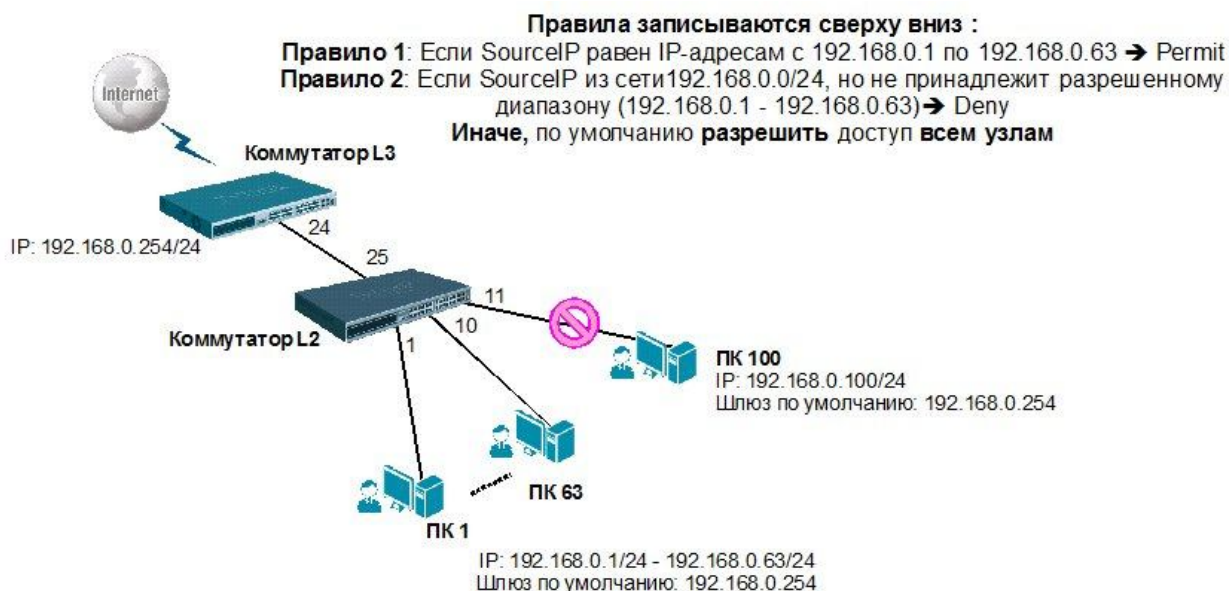 Правила записываются сверху вниз :
Правило 1: Если SourceIP равен IP-адресам с 192.168.0.1 по 192.168.0.63 ➔ Permit
Правило 2: Если SourceIP из сети192.168.0.0/24, но не принадлежит разрешенному
диапазону (192.168.0.1 - 192.168.0.63)➔ Deny
Иначе, по умолчанию разрешить доступ всем узлам
Internet
Коммутатор L3
24
IP: 192.168.0.254/24
25
11
10
Коммутатор L2
1
ПК 100
IP: 192.168.0.100/24
Шлюз по умолчанию: 192.168.0.254
ПК 63
ПК 1
IP: 192.168.0.1/24 - 192.168.0.63/24
Шлюз по умолчанию: 192.168.0.254